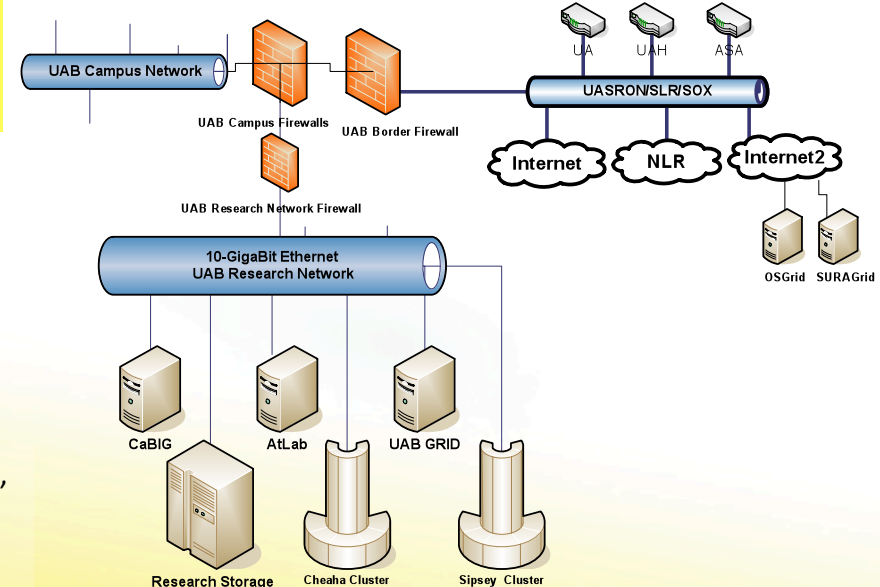 UA
UAH
ASA
UAB Campus Network
UASRON/SLR/SOX
UAB Campus Firewalls
UAB Border Firewall
Internet
NLR
Internet2
UAB Research Network Firewall
10-GigaBit Ethernet
UAB Research Network
OSGrid
SURAGrid
CaBIG
AtLab
UAB GRID
,
Research Storage
Cheaha Cluster
Sipsey Cluster